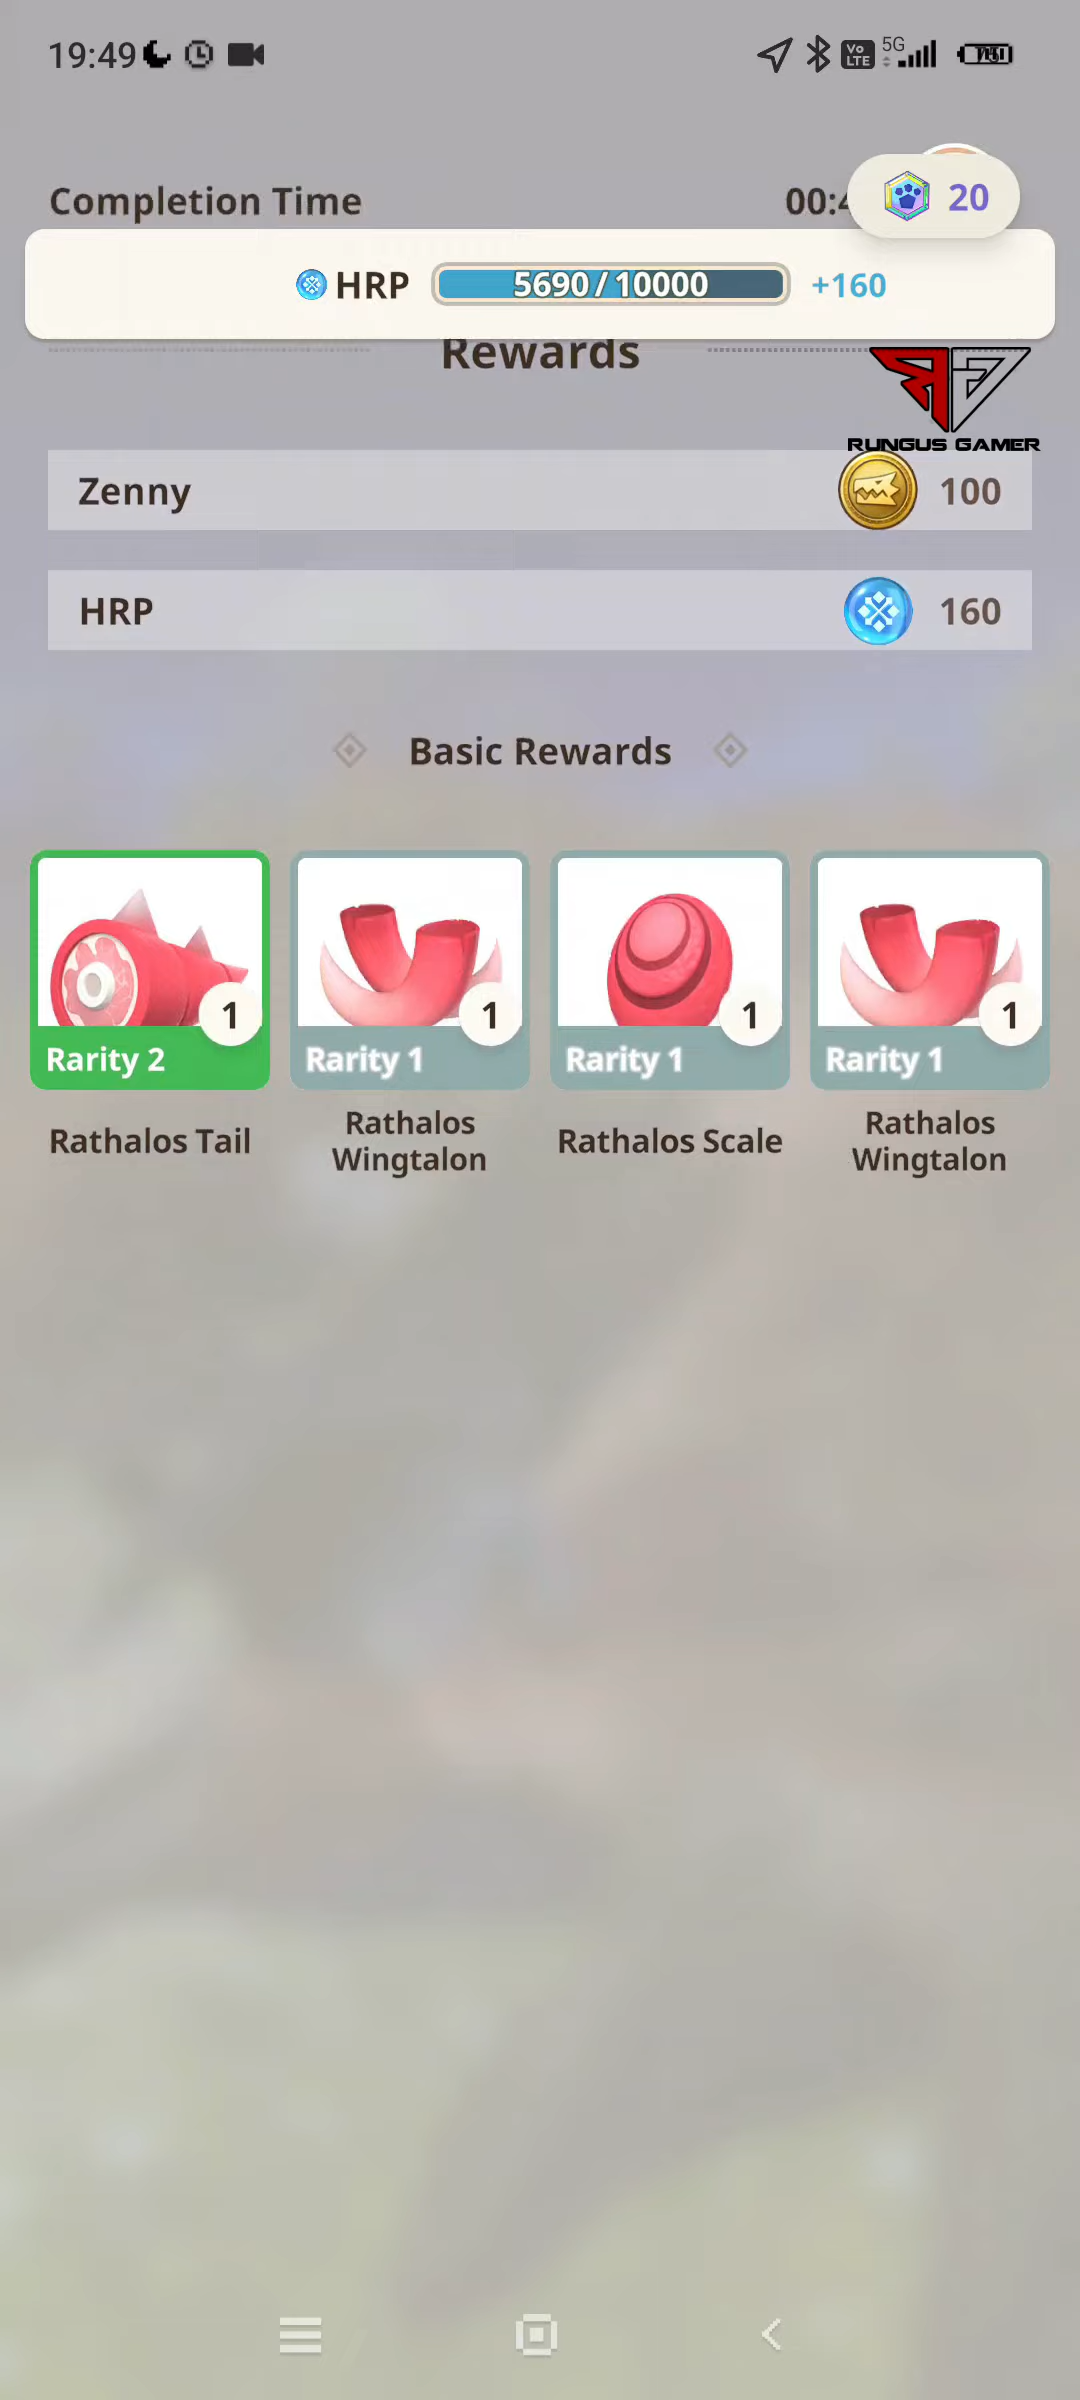 19:49
Vo
LTE
5G
Completion Time
20
HRP 5690/10000 +160
Rewards
RUNGUS GAMER
Zenny 100
HRP 160
Basic Rewards
1 1 1 1
Rarity 2 Rarity 1 Rarity 1 Rarity 1
Rathalos Tail
Rathalos
Wingtalon
Rathalos Scale
Rathalos
Wingtalon